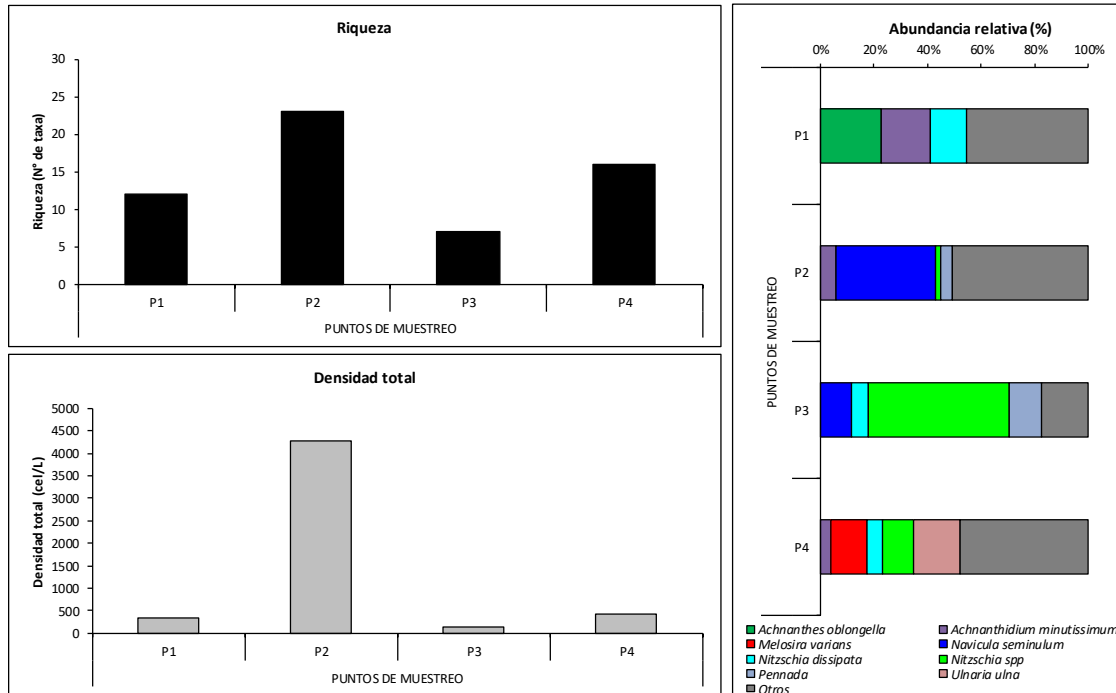 Riqueza
Riqueza (N° de taxa)
30
25
20
15
10
5
0
P1 P2 P3 P4
PUNTOS DE MUESTREO
Densidad total
Densidad total (cel/L)
5000
4500
4000
3500
3000
2500
2000
1500
1000
500
0
P1 P2 P3 P4
PUNTOS DE MUESTREO
Abundancia relativa (%)
0% 20% 40% 60% 80% 100%
PUNTOS DE MUESTREO
P1
P2
P3
P4
Achnanthes oblongella Achnanthidium minutissimum
Melosira varians Navicula seminulum
Nitzschia dissipata Nitzschia spp
Pennada Ulnaria ulna
Otros